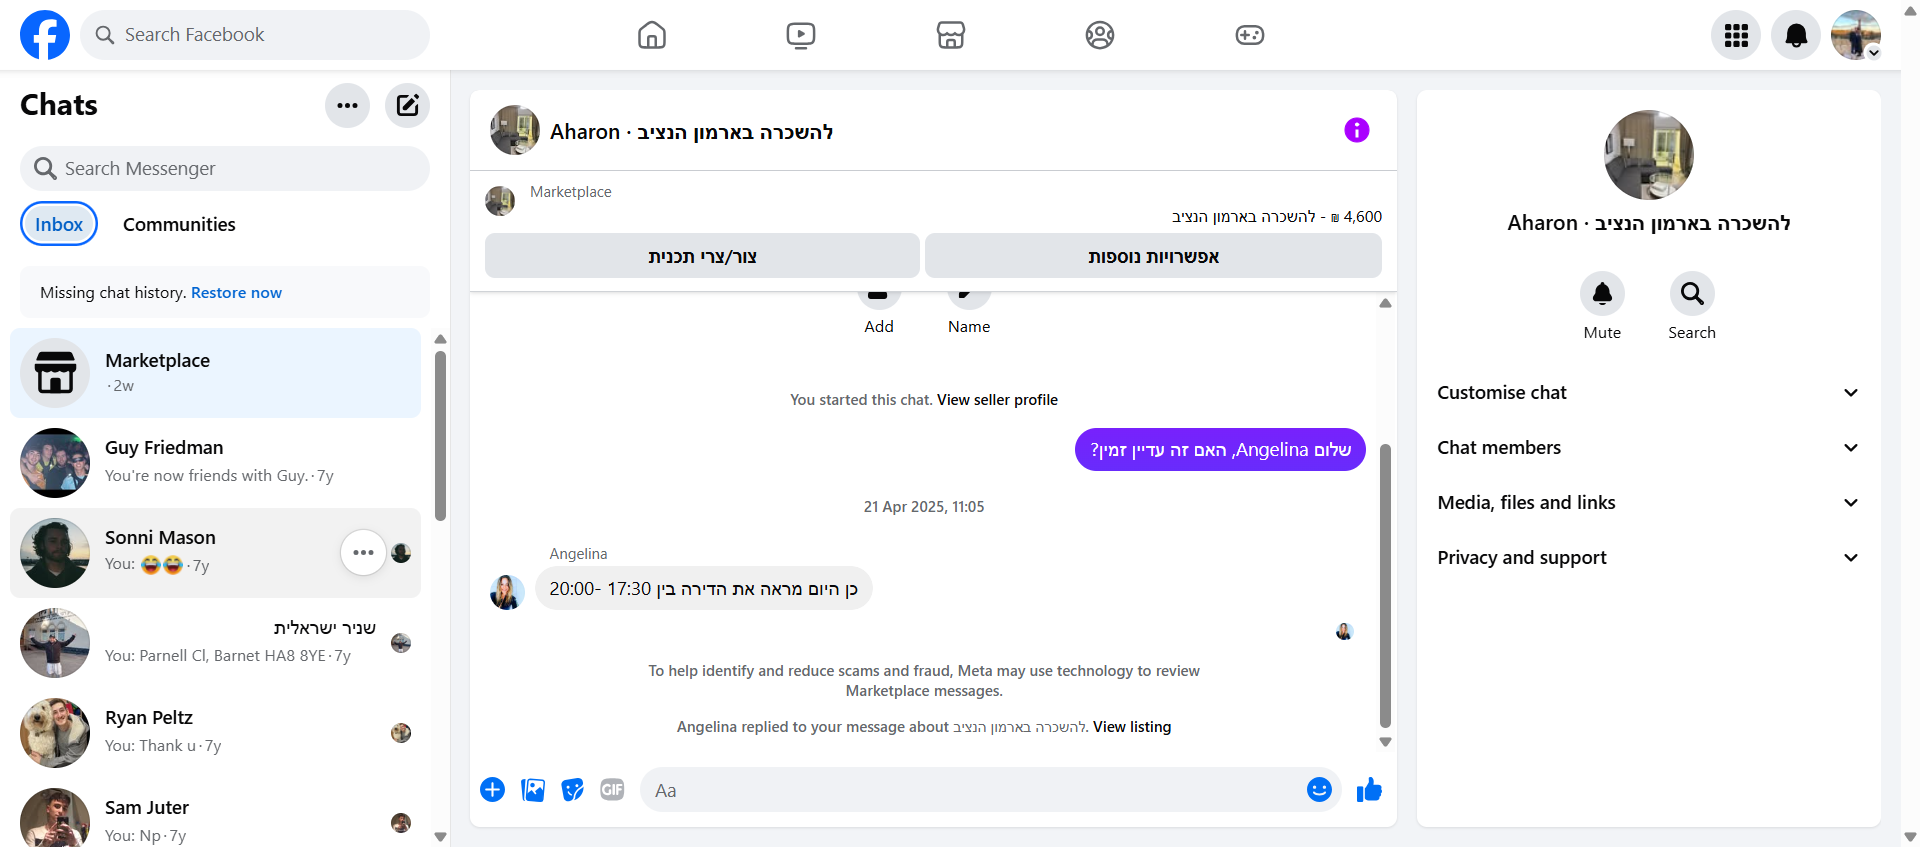 Search Facebook
Chats
Search Messenger
Inbox
Communities
Missing chat history. Restore now
Marketplace
· 2w
Guy Friedman
You're now friends with Guy. · 7y
Sonni Mason
You: 😂😂 · 7y
שניר ישראלית
You: Parnell Cl, Barnet HA8 8YE · 7y
Ryan Peltz
You: Thank u · 7y
Sam Juter
You: Np · 7y
Aharon · להשכרה בארמון הנציב
Marketplace
4,600 ₪ - להשכרה בארמון הנציב
צור/צרי תכנית
אפשרויות נוספות
Add
Name
You started this chat. View seller profile
שלום Angelina, האם זה עדיין זמין?
21 Apr 2025, 11:05
Angelina
כן היום מראה את הדירה בין 17:30 -20:00
To help identify and reduce scams and fraud, Meta may use technology to review
Marketplace messages.
Angelina replied to your message about להשכרה בארמון הנציב. View listing
GIF
Aa
Aharon · להשכרה בארמון הנציב
Mute
Search
Customise chat
Chat members
Media, files and links
Privacy and support